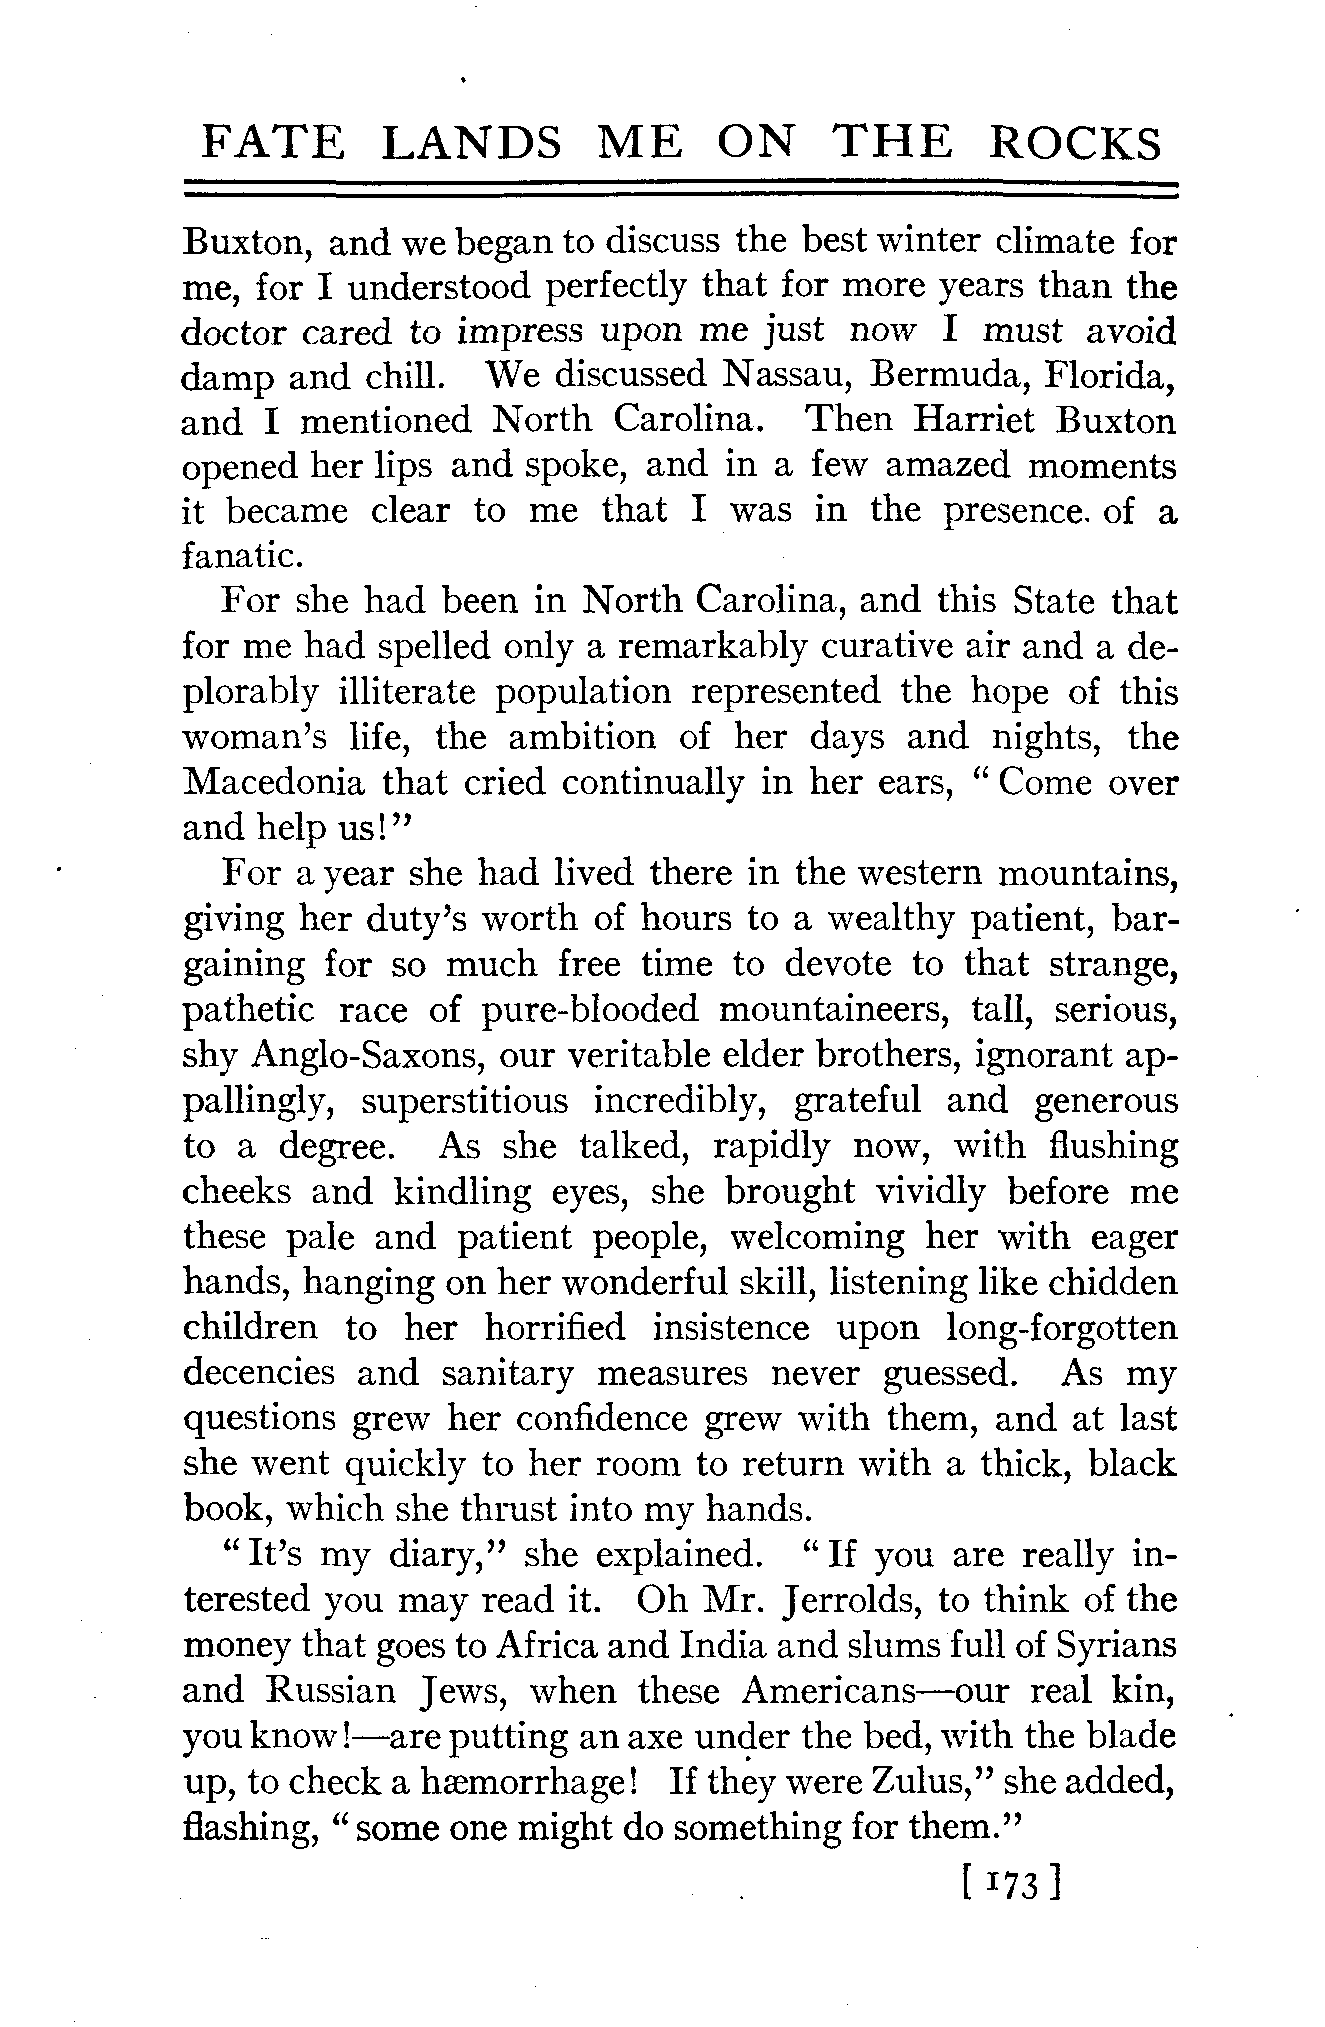 FATE LANDS ME ON THE ROCKS
Buxton, and we began to discuss the best winter climate for
me, for I understood perfectly that for more years than the
doctor cared to impress upon me just now I must avoid
damp and chill. We discussed Nassau, Bermuda, Florida,
and I mentioned North Carolina. Then Harriet Buxton
opened her lips and spoke, and in a few amazed moments
it became clear to me that I was in the presence. of a
fanatic.
For she had been in North Carolina, and this State that
for me had spelled only a remarkably curative air and a de-
plorably illiterate population represented the hope of this
woman's life, the ambition of her days and nights, the
Macedonia that cried continually in her ears, "Come over
and help us!"
For a year she had lived there in the western mountains,
giving her duty's worth of hours to a wealthy patient, bar-
gaining for so much free time to devote to that strange,
pathetic race of pure-blooded mountaineers, tall, serious,
shy Anglo-Saxons, our veritable elder brothers, ignorant ap-
pallingly, superstitious incredibly, grateful and generous
to a degree. As she talked, rapidly now, with flushing
cheeks and kindling eyes, she brought vividly before me
these pale and patient people, welcoming her with eager
hands, hanging on her wonderful skill, listening like chidden
children to her horrified insistence upon long-forgotten
decencies and sanitary measures never guessed. As my
questions grew her confidence grew with them, and at last
she went quickly to her room to return with a thick, black
book, which she thrust into my hands.
"It's my diary," she explained. "If you are really in-
terested you may read it. Oh Mr. Jerrolds, to think of the
money that goes to Africa and India and slums full of Syrians
and Russian Jews, when these Americans—our real kin,
you know!—are putting an axe under the bed, with the blade
up, to check a hæmorrhage! If they were Zulus," she added,
flashing, "some one might do something for them."
[ 173 ]